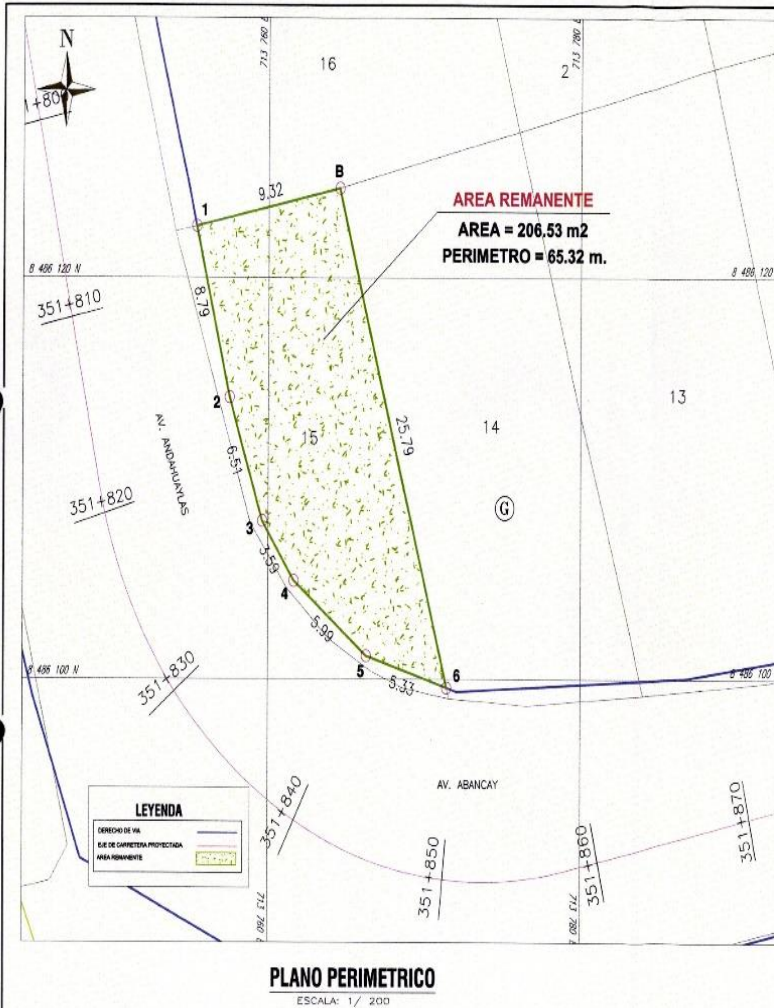 N
713 760 E
713 780 E
16
2
1+800
B
9.32
1
AREA REMANENTE
AREA = 206.53 m2
PERIMETRO = 65.32 m.
8 486 120 N
8 486 120
351+810
8.79
2
13
AV. ANDAHUAYLAS
15
14
25.79
6.51
351+820
G
3
3.59
4
5.99
5
6
5.33
8 486 100 N
8 486 100
351+830
AV. ABANCAY
351+840
351+850
351+860
351+870
LEYENDA
DERECHO DE VIA
EJE DE CARRETERA PROYECTADA
AREA REMANENTE
713 760 E
713 780 E
PLANO PERIMETRICO
ESCALA: 1/ 200